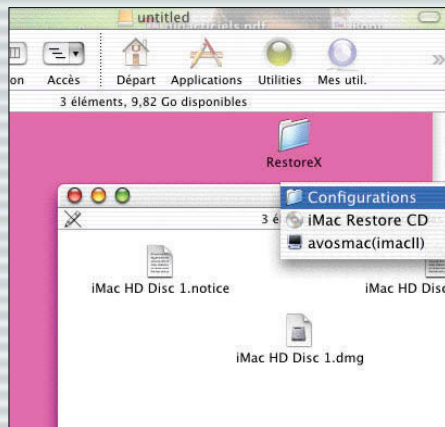 untitled
on Accès Départ Applications Utilities Mes util.
3 éléments, 9,82 Go disponibles
RestoreX
Configurations
3 é iMac Restore CD
avosmac(imacll)
iMac HD Disc 1.notice iMac HD Disc
iMac HD Disc 1.dmg